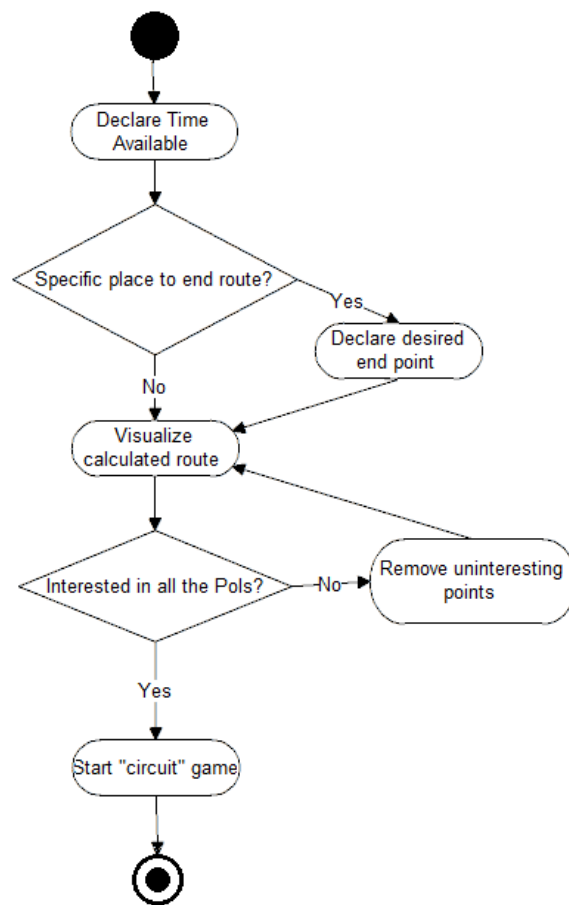 Declare Time
Available
Specific place to end route?
Yes
Declare desired
end point
No
Visualize
calculated route
Interested in all the PoIs?
No
Remove uninteresting
points
Yes
Start "circuit" game